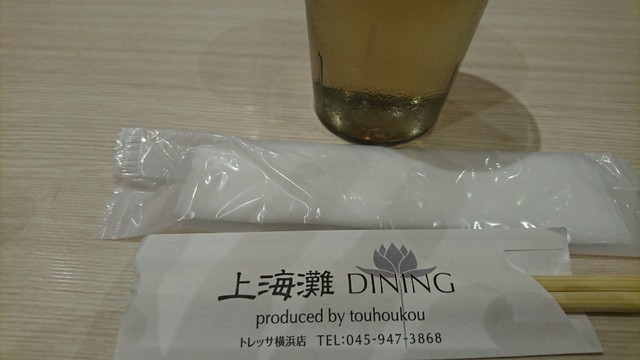 上海灘 DINING
produced by touhoukou
トレッサ横浜店 TEL:045-947-3868